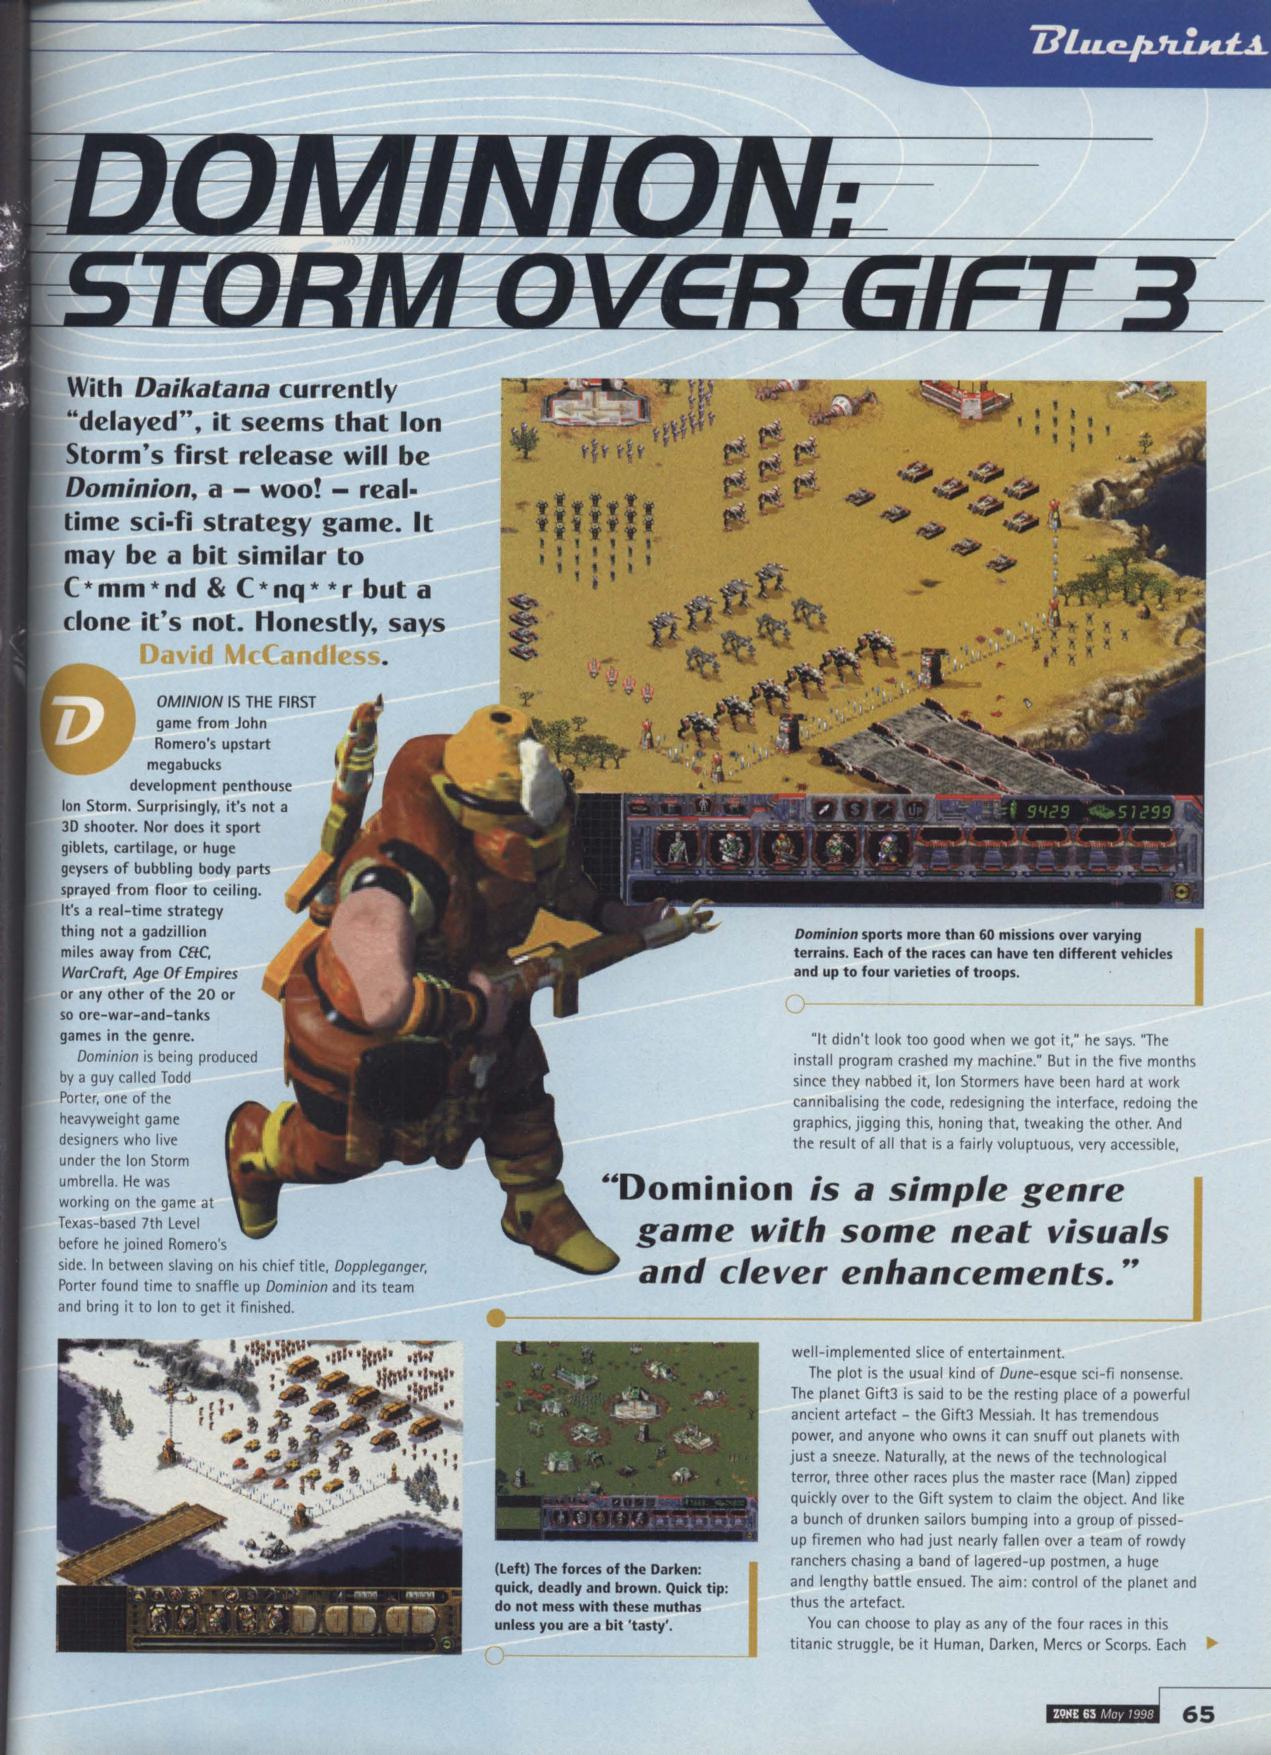 Blueprints
DOMINION:
STORM OVER GIFT 3
With Daikatana currently
"delayed", it seems that Ion
Storm's first release will be
Dominion, a – woo! – real-
time sci-fi strategy game. It
may be a bit similar to
C*mm*nd & C*nq**r but a
clone it's not. Honestly, says
David McCandless.
D
OMINION IS THE FIRST
game from John
Romero's upstart
megabucks
development penthouse
Ion Storm. Surprisingly, it's not a
3D shooter. Nor does it sport
giblets, cartilage, or huge
geysers of bubbling body parts
sprayed from floor to ceiling.
It's a real-time strategy
thing not a gadzillion
miles away from C&C,
WarCraft, Age Of Empires
or any other of the 20 or
so ore-war-and-tanks
games in the genre.
Dominion is being produced
by a guy called Todd
Porter, one of the
heavyweight game
designers who live
under the Ion Storm
umbrella. He was
working on the game at
Texas-based 7th Level
before he joined Romero's
side. In between slaving on his chief title, Doppleganger,
Porter found time to snaffle up Dominion and its team
and bring it to Ion to get it finished.
9429
51299
Dominion sports more than 60 missions over varying
terrains. Each of the races can have ten different vehicles
and up to four varieties of troops.
"It didn't look too good when we got it," he says. "The
install program crashed my machine." But in the five months
since they nabbed it, Ion Stormers have been hard at work
cannibalising the code, redesigning the interface, redoing the
graphics, jigging this, honing that, tweaking the other. And
the result of all that is a fairly voluptuous, very accessible,
"Dominion is a simple genre
game with some neat visuals
and clever enhancements."
(Left) The forces of the Darken:
quick, deadly and brown. Quick tip:
do not mess with these muthas
unless you are a bit 'tasty'.
well-implemented slice of entertainment.
The plot is the usual kind of Dune-esque sci-fi nonsense.
The planet Gift3 is said to be the resting place of a powerful
ancient artefact – the Gift3 Messiah. It has tremendous
power, and anyone who owns it can snuff out planets with
just a sneeze. Naturally, at the news of the technological
terror, three other races plus the master race (Man) zipped
quickly over to the Gift system to claim the object. And like
a bunch of drunken sailors bumping into a group of pissed-
up firemen who had just nearly fallen over a team of rowdy
ranchers chasing a band of lagered-up postmen, a huge
and lengthy battle ensued. The aim: control of the planet and
thus the artefact.
You can choose to play as any of the four races in this
titanic struggle, be it Human, Darken, Mercs or Scorps. Each
ZONE 63 May 1998 65